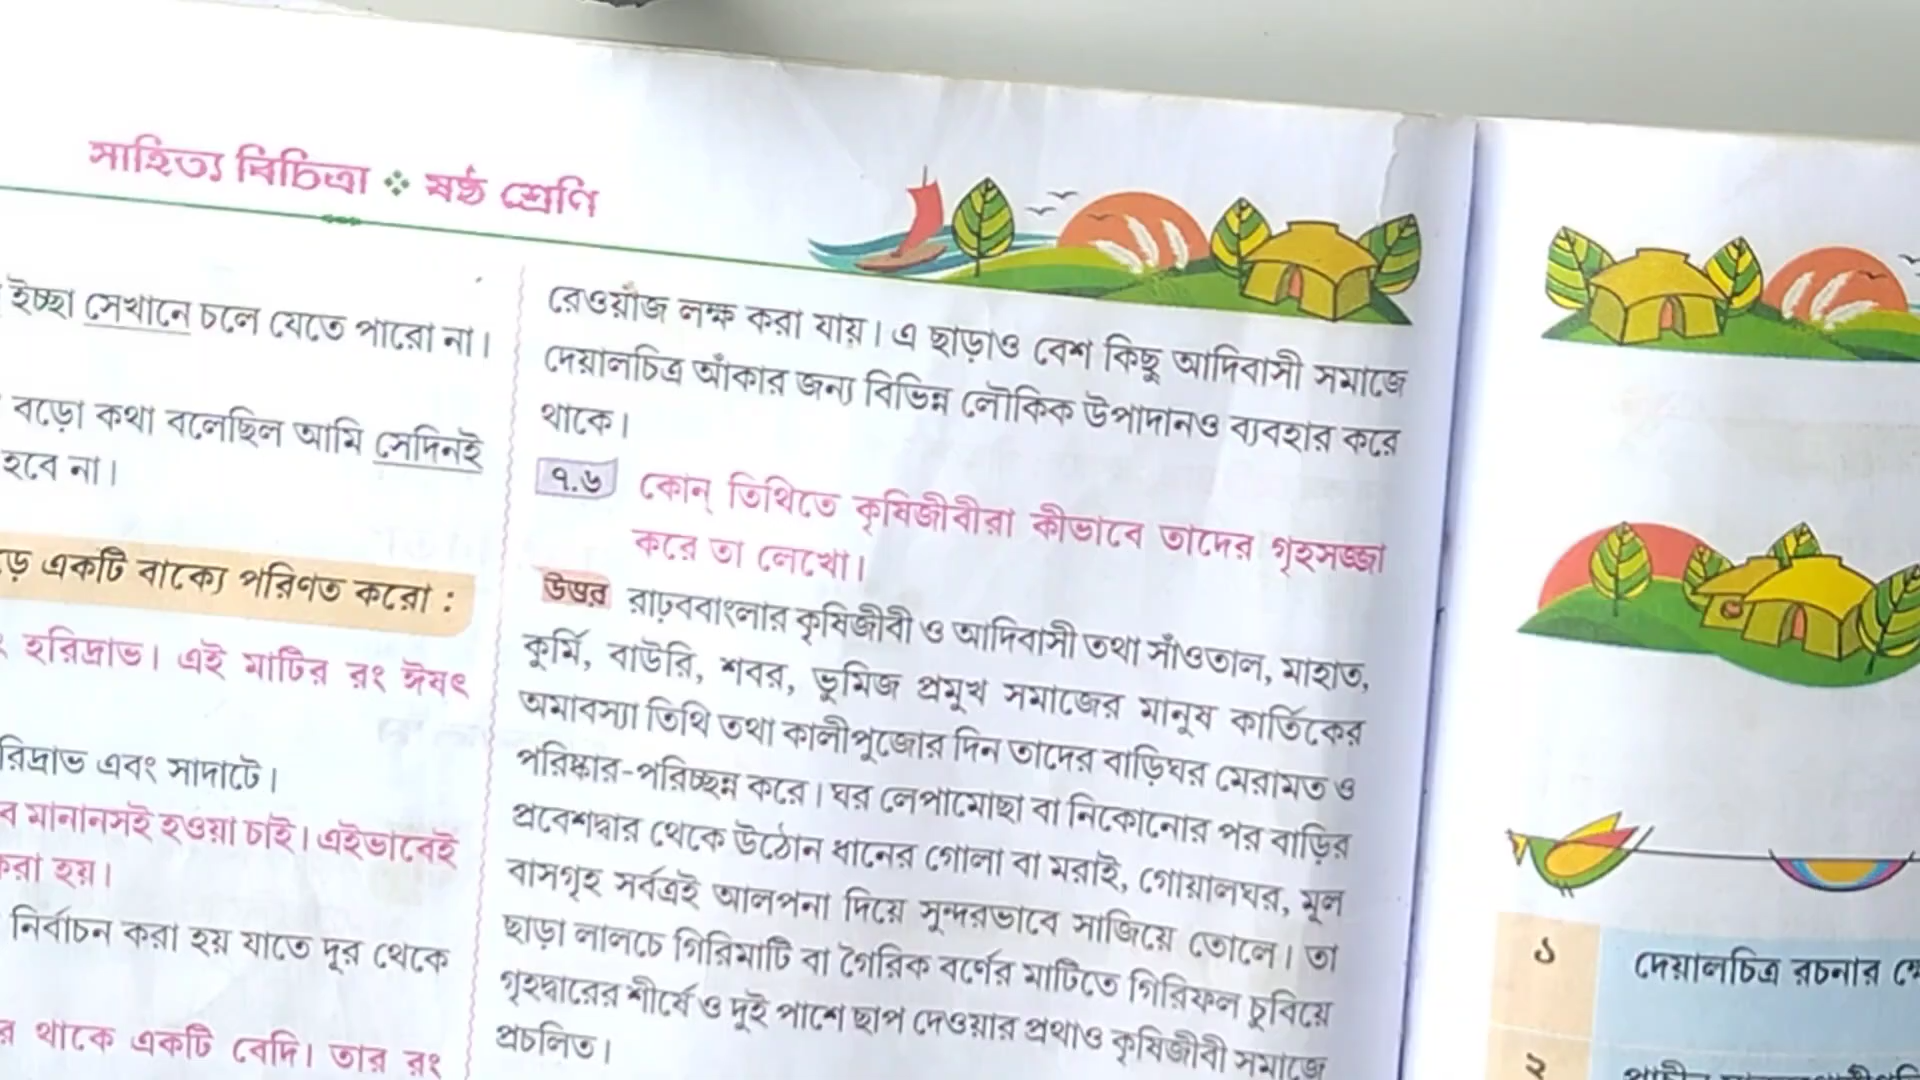 সাহিত্য বিচিত্রা ❖ ষষ্ঠ শ্রেণি
ইচ্ছা সেখানে চলে যেতে পারো না।
বড়ো কথা বলেছিল আমি সেদিনই
হবে না।
একটি বাক্যে পরিণত করো :
হরিদ্রাভ। এই মাটির রং ঈষৎ
এবং সাদাটে।
মানানসই হওয়া চাই। এইভাবেই
হয়।
নির্বাচন করা হয় যাতে দূর থেকে
থাকে একটি বেদি। তার রং
রেওয়াজ লক্ষ করা যায়। এ ছাড়াও বেশ কিছু আদিবাসী সমাজে
দেয়ালচিত্র আঁকার জন্য বিভিন্ন লৌকিক উপাদানও ব্যবহার করে
থাকে।
৭.৬ কোন্ তিথিতে কৃষিজীবীরা কীভাবে তাদের গৃহসজ্জা
করে তা লেখো।
উত্তর রাঢ়ববাংলার কৃষিজীবী ও আদিবাসী তথা সাঁওতাল, মাহাত,
কুর্মি, বাউরি, শবর, ভূমিজ প্রমুখ সমাজের মানুষ কার্তিকের
অমাবস্যা তিথি তথা কালীপুজোর দিন তাদের বাড়িঘর মেরামত ও
পরিষ্কার-পরিচ্ছন্ন করে। ঘর লেপামোছা বা নিকোনোর পর বাড়ির
প্রবেশদ্বার থেকে উঠোন ধানের গোলা বা মরাই, গোয়ালঘর, মূল
বাসগৃহ সর্বত্রই আলপনা দিয়ে সুন্দরভাবে সাজিয়ে তোলে। তা
ছাড়া লালচে গিরিমাটি বা গৈরিক বর্ণের মাটিতে গিরিফল চুবিয়ে
গৃহদ্বারের শীর্ষে ও দুই পাশে ছাপ দেওয়ার প্রথাও কৃষিজীবী সমাজে
প্রচলিত।
১ দেয়ালচিত্র রচনার
২